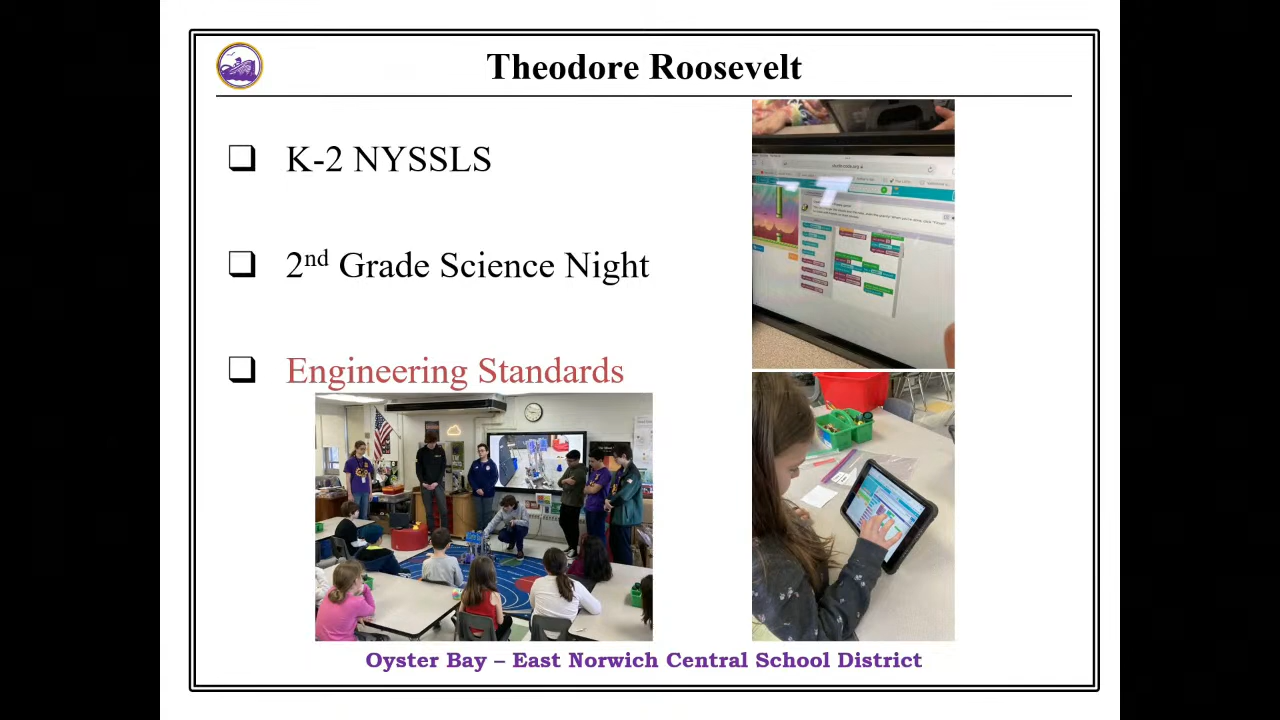 Theodore Roosevelt
K-2 NYSSLS
2nd Grade Science Night
Engineering Standards
Oyster Bay – East Norwich Central School District